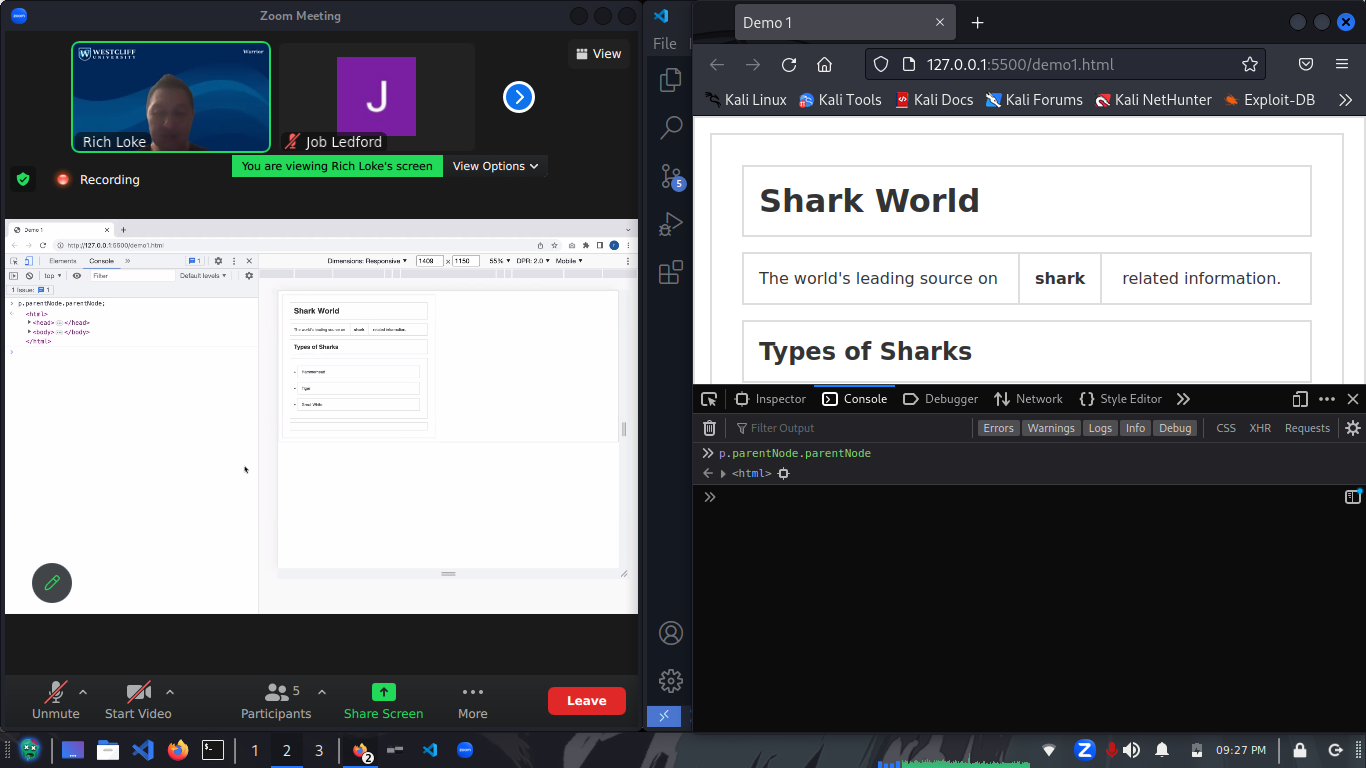 zoom
Zoom Meeting
WESTCLIFF
UNIVERSITY
Warrior
Rich Loke
J
Job Ledford
View
You are viewing Rich Loke's screen
View Options
Recording
Demo 1
http://127.0.0.1:5500/demo1.html
Elements
Console
1
top
Filter
Default levels
1 Issue: 1
p.parentNode.parentNode;
<html>
<head> … </head>
<body> … </body>
</html>
Dimensions: Responsive
1409
x
1150
55%
DPR: 2.0
Mobile
Shark World
The world's leading source on
shark
related information.
Types of Sharks
Hammerhead
Tiger
Great White
Unmute
Start Video
5
Participants
Share Screen
More
Leave
File
5
Demo 1
127.0.0.1:5500/demo1.html
Kali Linux
Kali Tools
Kali Docs
Kali Forums
Kali NetHunter
Exploit-DB
Shark World
The world's leading source on
shark
related information.
Types of Sharks
Inspector
Console
Debugger
Network
Style Editor
Filter Output
Errors
Warnings
Logs
Info
Debug
CSS
XHR
Requests
p.parentNode.parentNode
<html>
1
2
3
2
zoom
Z
09:27 PM